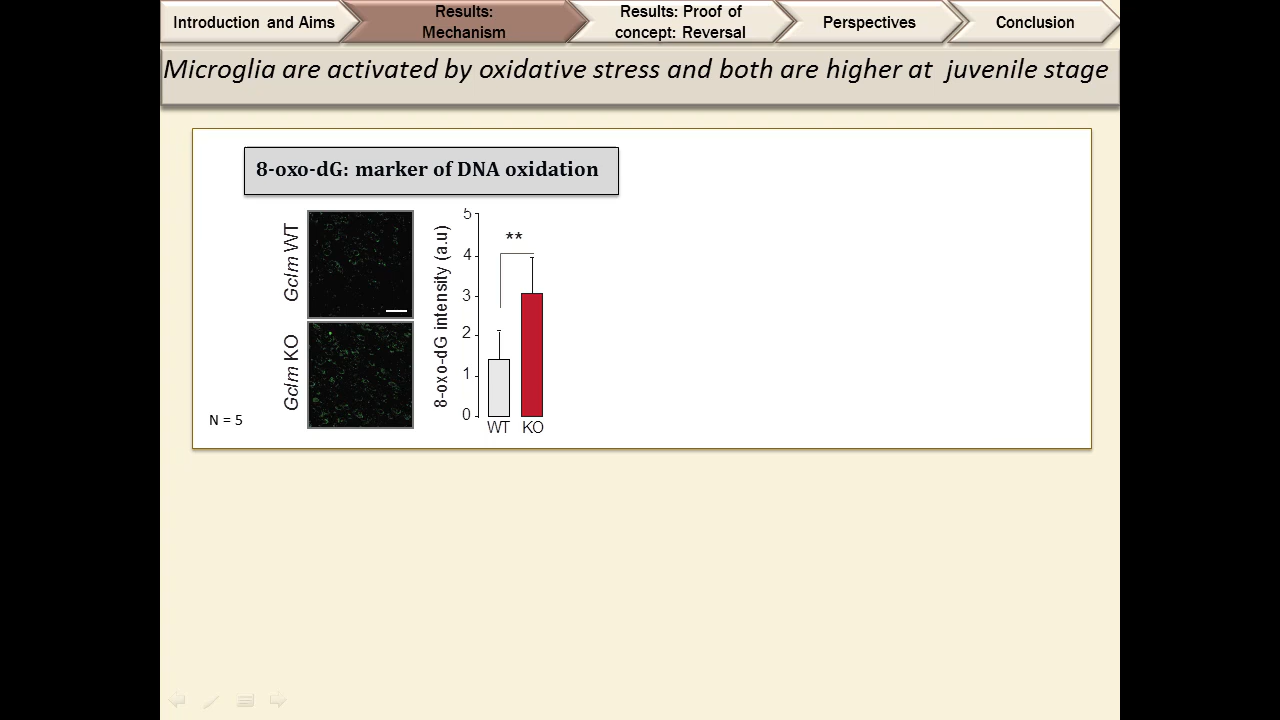 Introduction and Aims
Results:
Mechanism
Results: Proof of
concept: Reversal
Perspectives
Conclusion
Microglia are activated by oxidative stress and both are higher at juvenile stage
8-oxo-dG: marker of DNA oxidation
Gclm WT
Gclm KO
N = 5
8-oxo-dG intensity (a.u)
5
4
3
2
1
0
**
WT KO